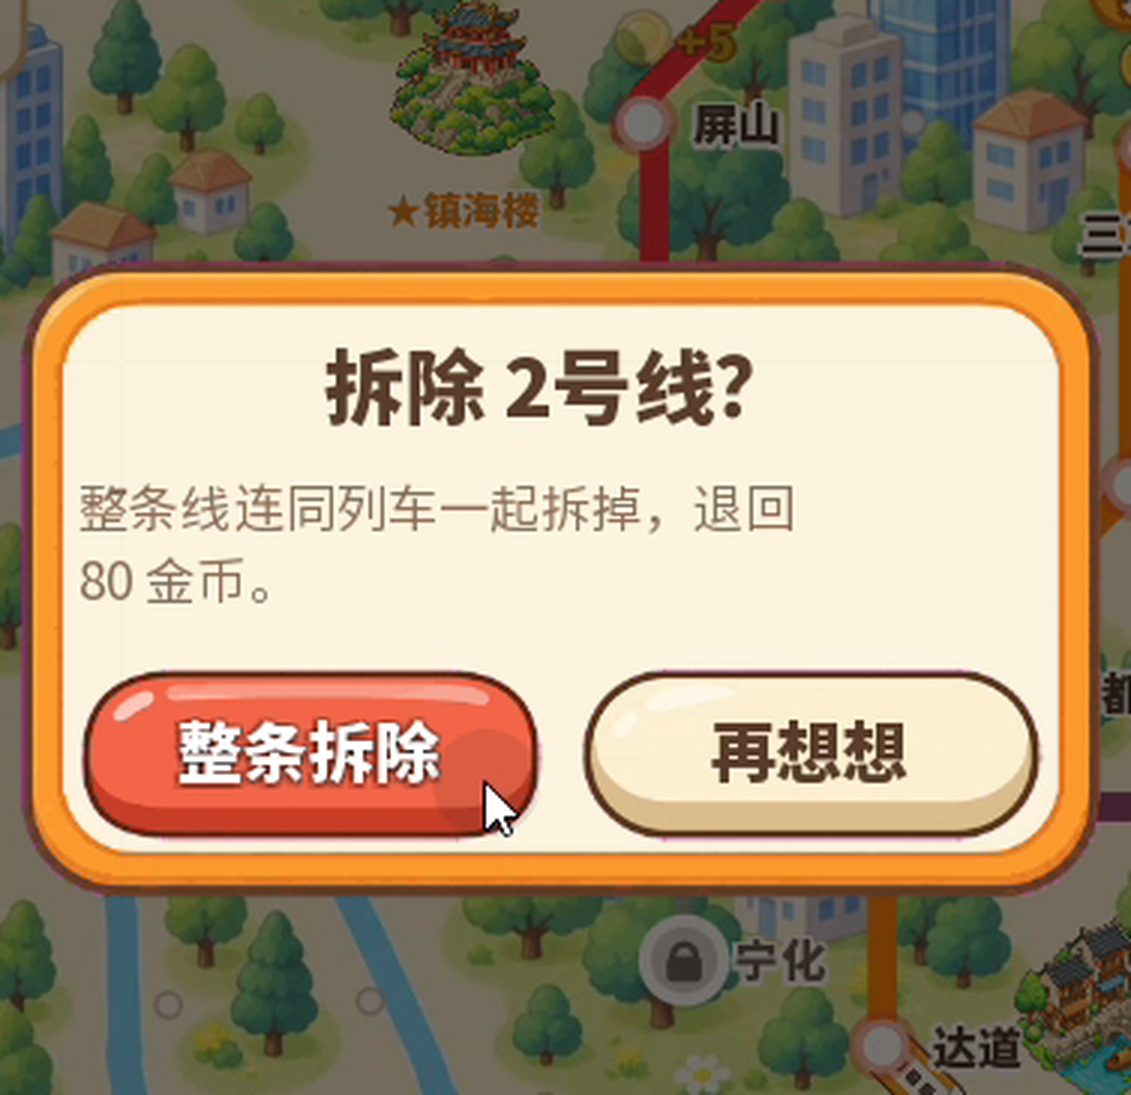 +5
屏山
★镇海楼
三
拆除 2号线?
整条线连同列车一起拆掉，退回
80 金币。
都
整条拆除
再想想
宁化
达道